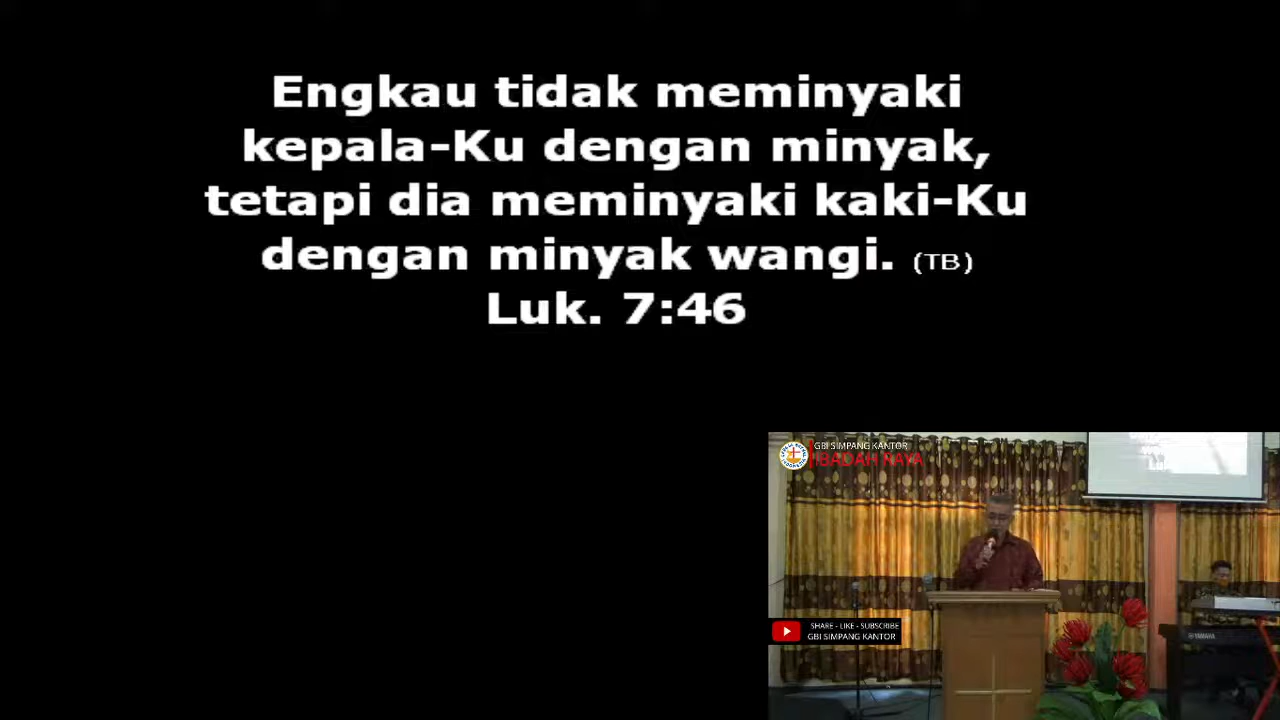 Engkau tidak meminyaki
kepala-Ku dengan minyak,
tetapi dia meminyaki kaki-Ku
dengan minyak wangi. (TB)
Luk. 7:46
GBI SIMPANG KANTOR
IBADAH RAYA
SHARE - LIKE - SUBSCRIBE
GBI SIMPANG KANTOR
YAMAHA